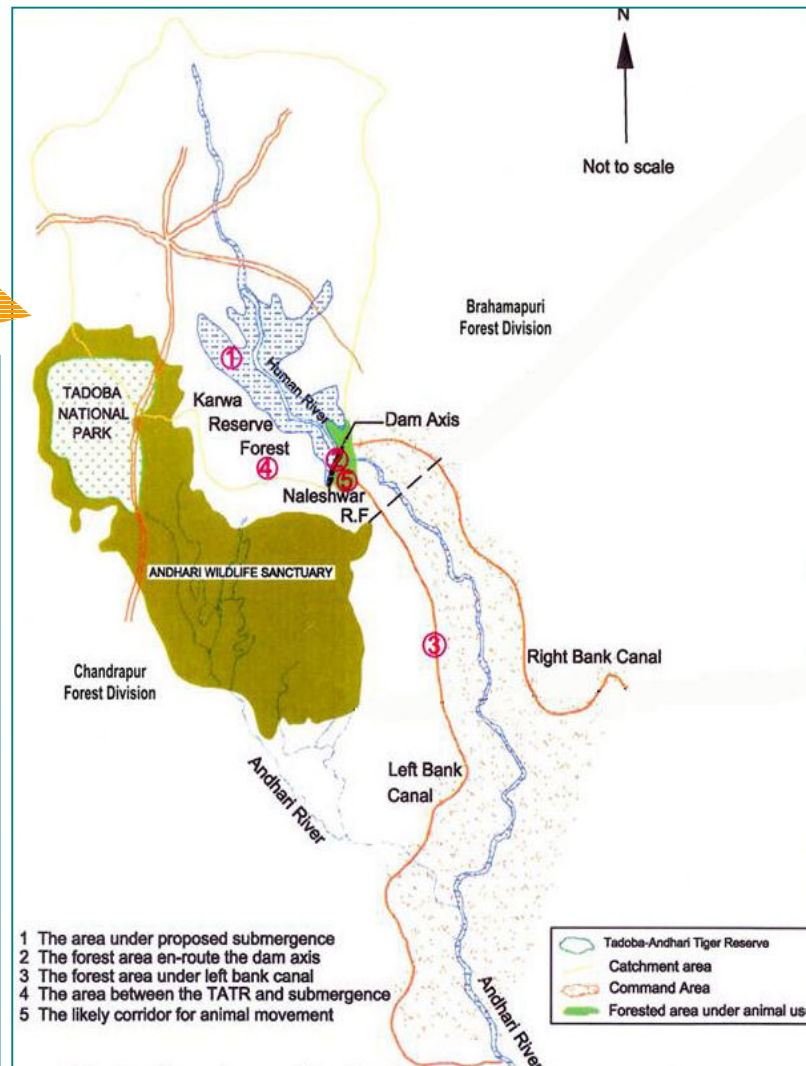 N
Not to scale
Brahamapuri
Forest Division
1
Human River
TADOBA
NATIONAL
PARK
Karwa
Reserve
Forest
Dam Axis
4
2
5
Naleshwar
R.F
ANDHARI WILDLIFE SANCTUARY
3
Right Bank Canal
Chandrapur
Forest Division
Left Bank
Canal
Andhari River
Andhari River
1 The area under proposed submergence
2 The forest area en-route the dam axis
3 The forest area under left bank canal
4 The area between the TATR and submergence
5 The likely corridor for animal movement
Tadoba-Andhari Tiger Reserve
Catchment area
Command Area
Forested area under animal us